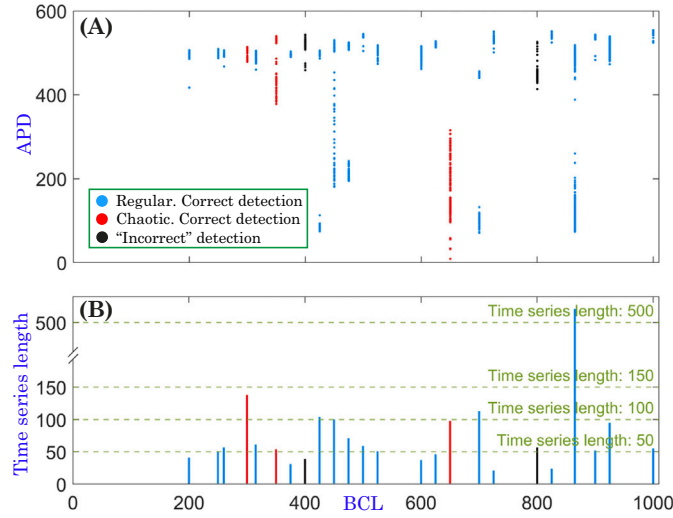 (A)
600
400
200
0
APD
Regular. Correct detection
Chaotic. Correct detection
“Incorrect” detection
(B)
Time series length: 500
500
Time series length: 150
150
Time series length: 100
100
Time series length: 50
50
0
Time series length
0 200 400 600 800 1000
BCL